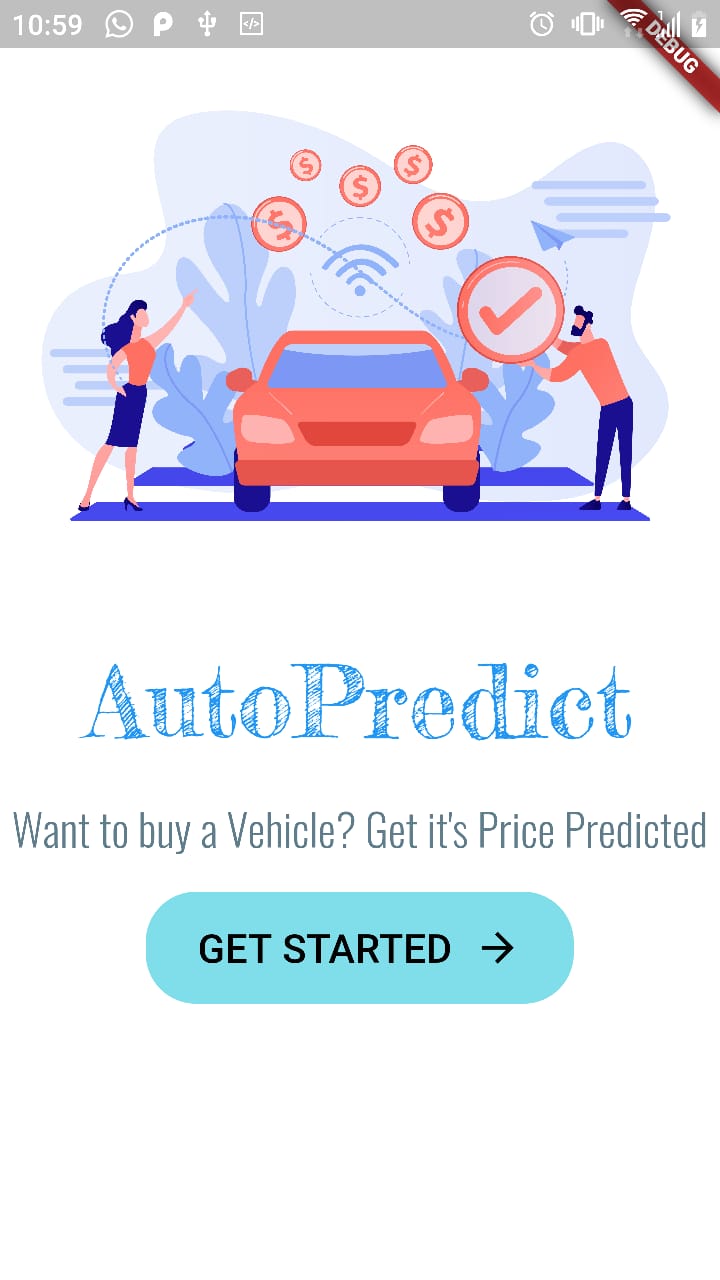 10:59
DEBUG
$ $ $ $ $
AutoPredict
Want to buy a Vehicle? Get it's Price Predicted
GET STARTED →